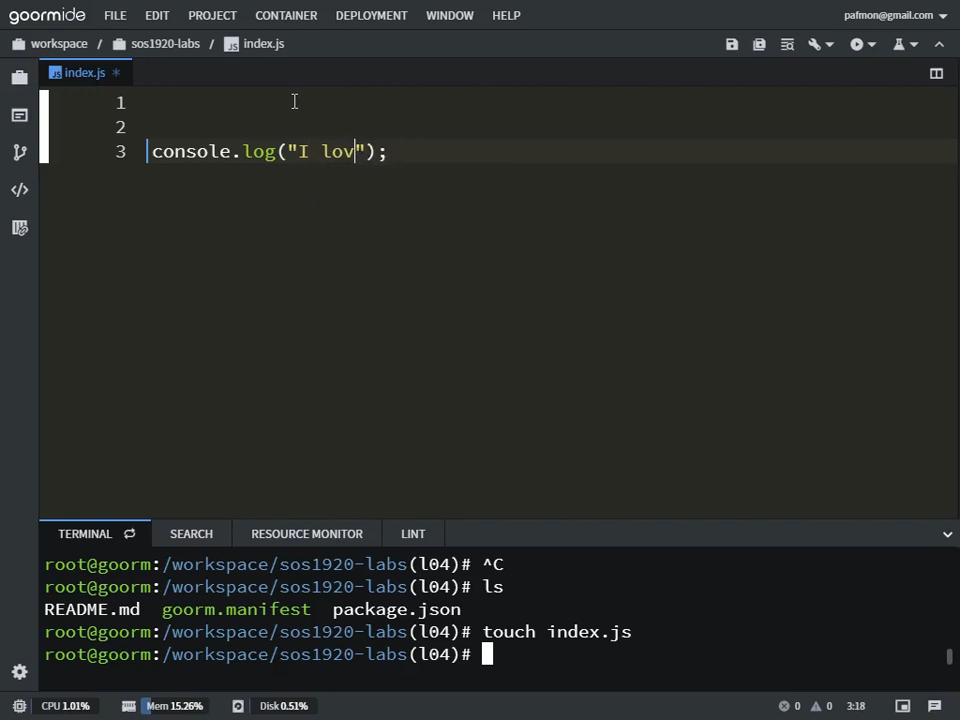 goormide FILE EDIT PROJECT CONTAINER DEPLOYMENT WINDOW HELP pafmon@gmail.com
workspace / sos1920-labs / JS index.js
JS index.js *
1
2
3 console.log("I lov");
TERMINAL SEARCH RESOURCE MONITOR LINT
root@goorm:/workspace/sos1920-labs(l04)# ^C
root@goorm:/workspace/sos1920-labs(l04)# ls
README.md goorm.manifest package.json
root@goorm:/workspace/sos1920-labs(l04)# touch index.js
root@goorm:/workspace/sos1920-labs(l04)#
CPU 1.01% Mem 15.26% Disk 0.51% 0 0 3:18